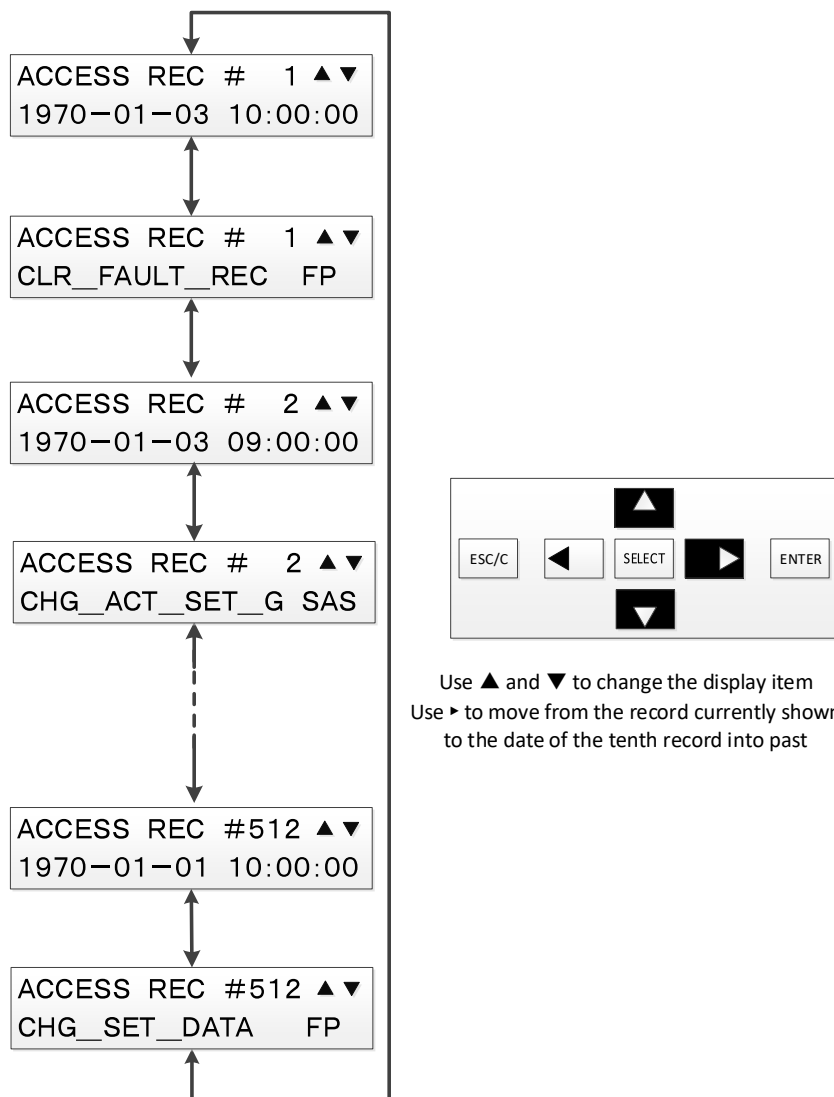 ACCESS REC # 1 ▲ ▼
1970-01-03 10:00:00
ACCESS REC # 1 ▲ ▼
CLR__FAULT__REC FP
ACCESS REC # 2 ▲ ▼
1970-01-03 09:00:00
ACCESS REC # 2 ▲ ▼
CHG__ACT__SET__G SAS
ACCESS REC #512 ▲ ▼
1970-01-01 10:00:00
ACCESS REC #512 ▲ ▼
CHG__SET__DATA FP
ESC/C
SELECT
ENTER
Use ▲ and ▼ to change the display item
Use ▸ to move from the record currently shown
to the date of the tenth record into past